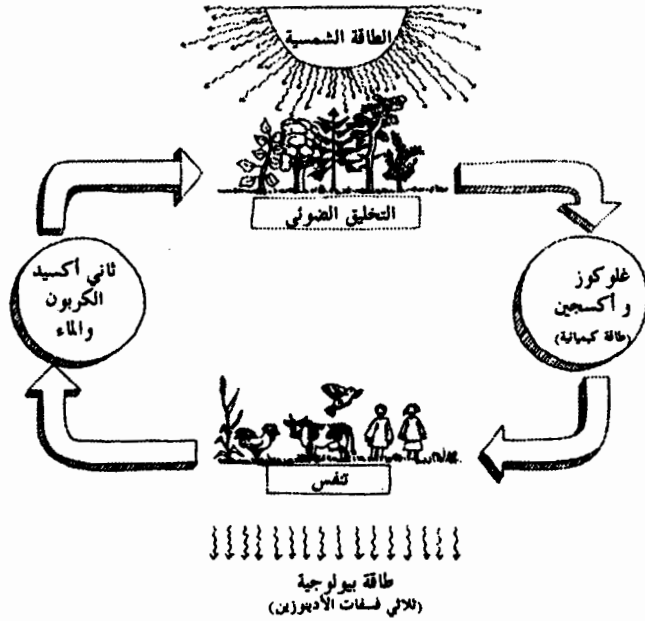 الطاقة الشمسية
التخليق الضوئي
غلوكوز
و أكسجين
(طاقة كيميائية)
ثاني أكسيد
الكربون
والماء
تنفس
طاقة بيولوجية
(ثلاثي فسفات الأدينوزين)